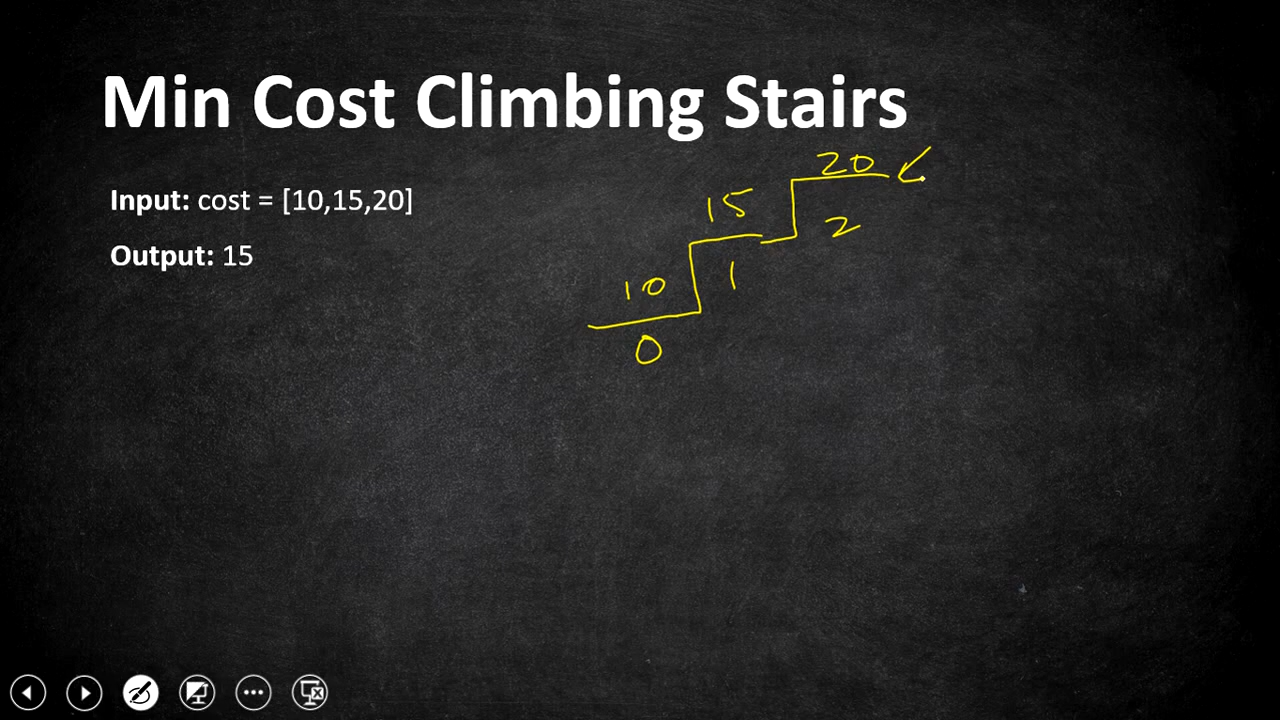 Min Cost Climbing Stairs
Input: cost = [10,15,20]
Output: 15
20
15
2
10
1
0